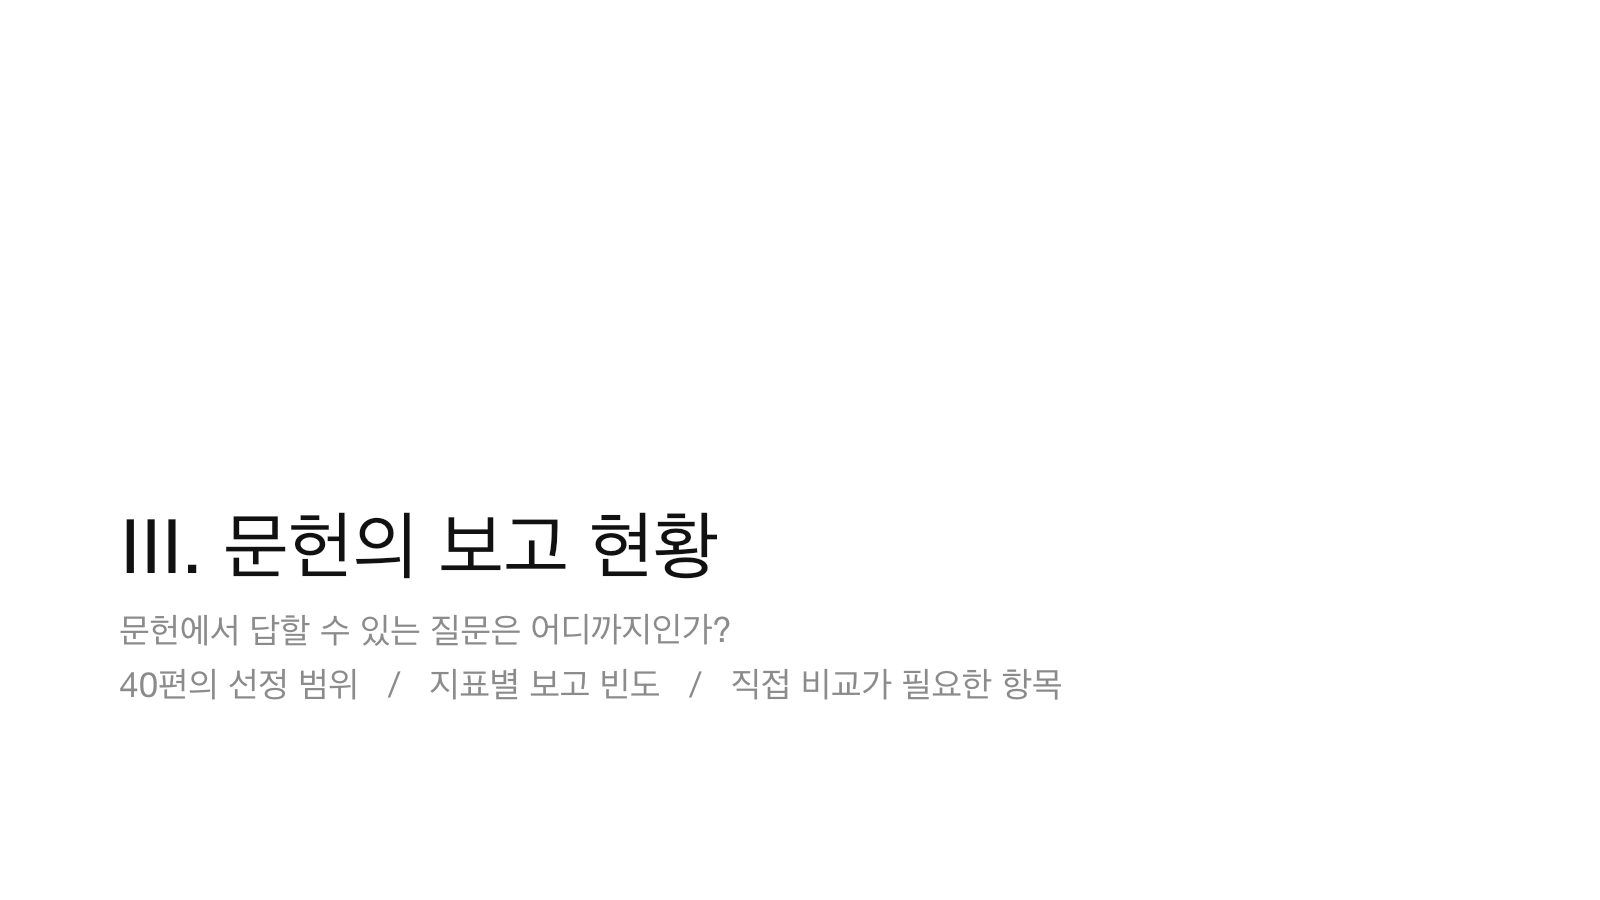 III. 문헌의 보고 현황
문헌에서 답할 수 있는 질문은 어디까지인가?
40편의 선정 범위 / 지표별 보고 빈도 / 직접 비교가 필요한 항목